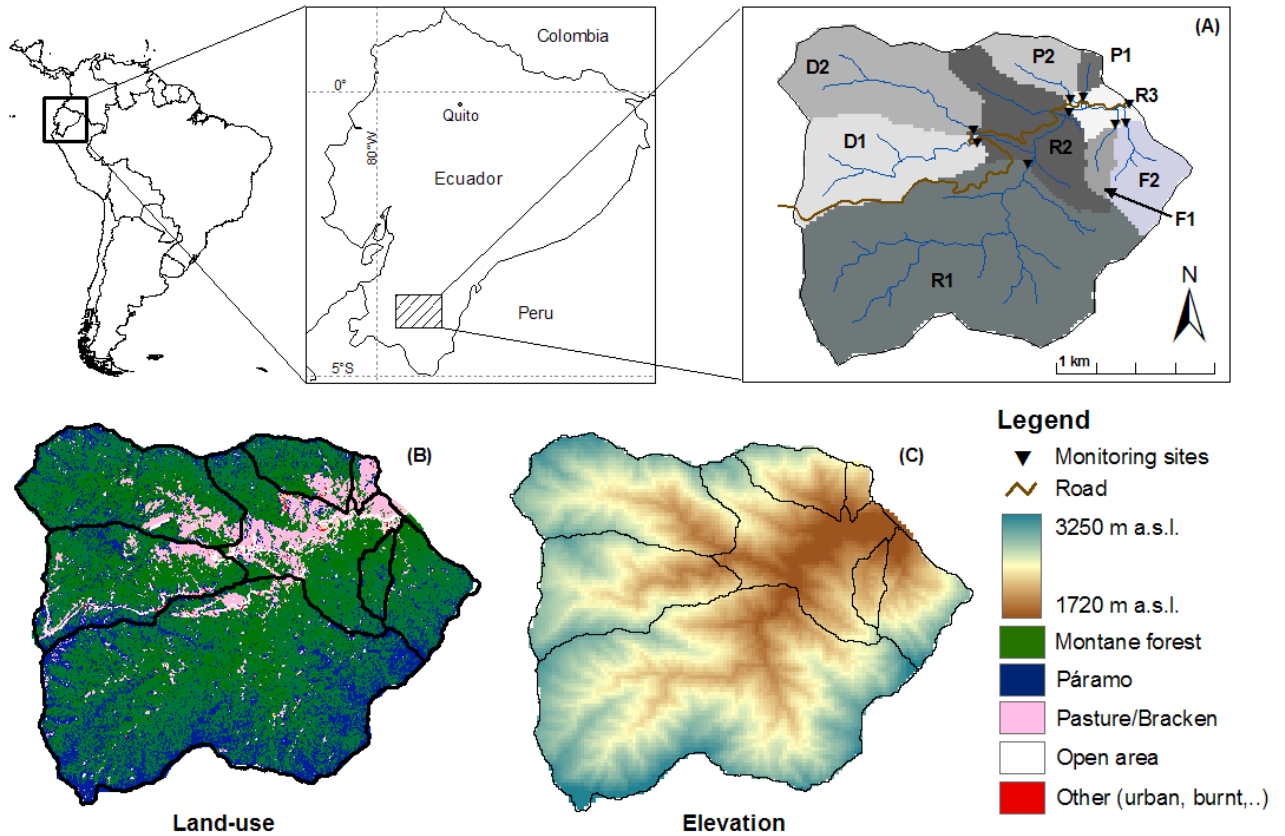 Colombia
0°
Quito
80°W
Ecuador
Peru
5°S
(A)
P2
P1
D2
R3
D1
R2
F2
F1
R1
N
1 km
(B)
(C)
Legend
Monitoring sites
Road
3250 m a.s.l.
1720 m a.s.l.
Montane forest
Páramo
Pasture/Bracken
Open area
Other (urban, burnt,..)
Land-use
Elevation